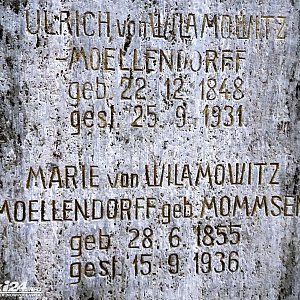 ULRICH von WILAMOWITZ
MOELLENDORFF
geb. 22. 12. 1848
gest. 25. 9. 1931.
MARIE von WILAMOWITZ
MOELLENDORFF geb. MOMMSEN
geb. 28. 6. 1855
gest. 15. 9. 1936.